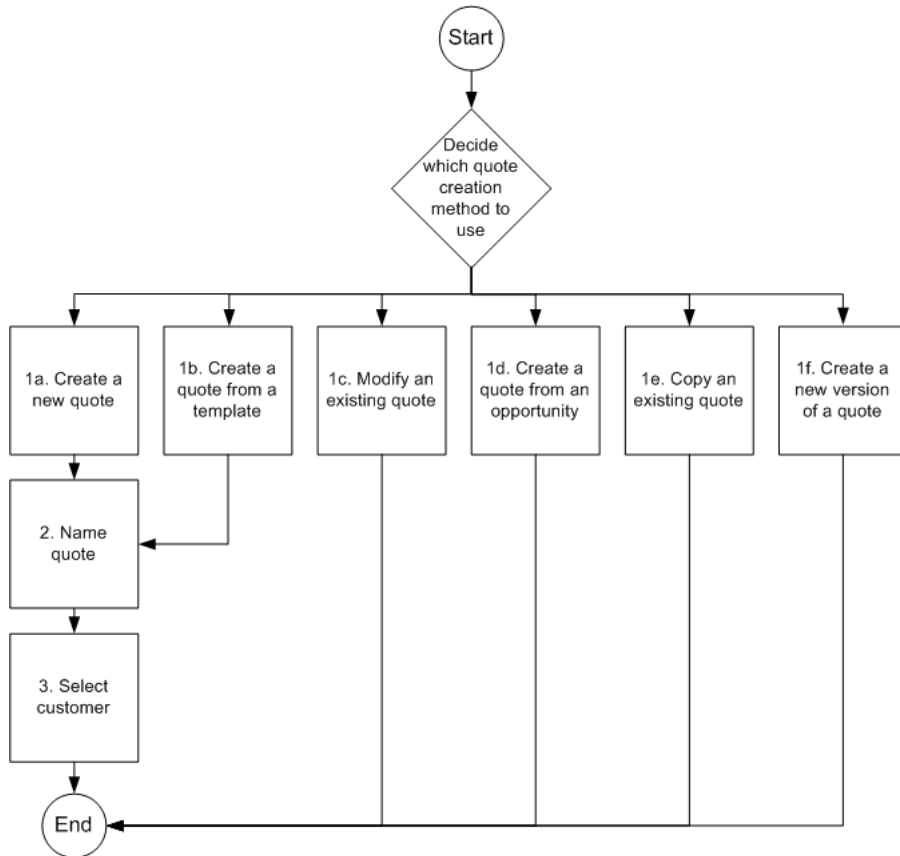 Start
Decide
which quote
creation
method to
use
1a. Create a
new quote
1b. Create a
quote from a
template
1c. Modify an
existing quote
1d. Create a
quote from an
opportunity
1e. Copy an
existing quote
1f. Create a
new version
of a quote
2. Name
quote
3. Select
customer
End